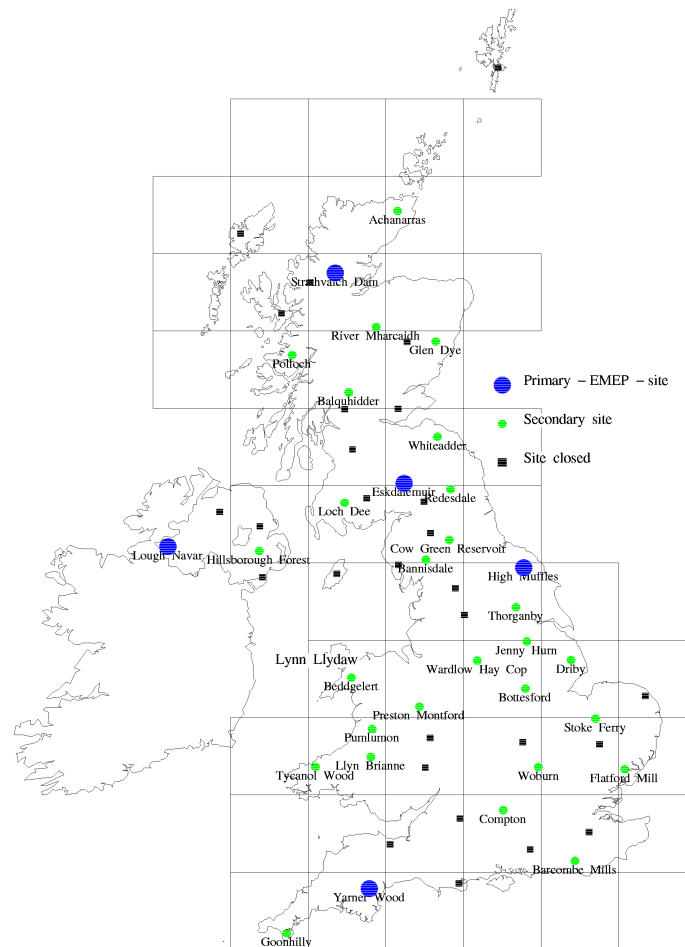 Achanarras
Strathvaich Dam
River Mharcaidh
Glen Dye
Polloch
Primary - EMEP - site
Balquhidder
Secondary site
Whiteadder
Site closed
Eskdalemuir
Redesdale
Loch Dee
Cow Green Reservoir
Lough Navar
Hillsborough Forest
Bannisdale
High Muffles
Thorganby
Jenny Hurn
Lynn Llydaw
Wardlow Hay Cop
Driby
Beddgelert
Bottesford
Preston Montford
Stoke Ferry
Pumlumon
Llyn Brianne
Tycanol Wood
Woburn
Flatford Mill
Compton
Barcombe Mills
Yarner Wood
Goonhilly